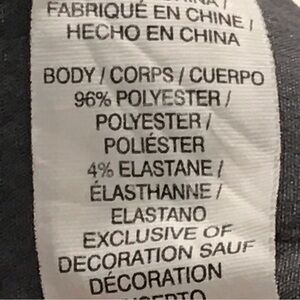 FABRIQUÉ EN CHINE /
HECHO EN CHINA
BODY / CORPS / CUERPO
96% POLYESTER /
POLYESTER /
POLIÉSTER
4% ELASTANE /
ÉLASTHANNE /
ELASTANO
EXCLUSIVE OF
DECORATION SAUF
DÉCORATION